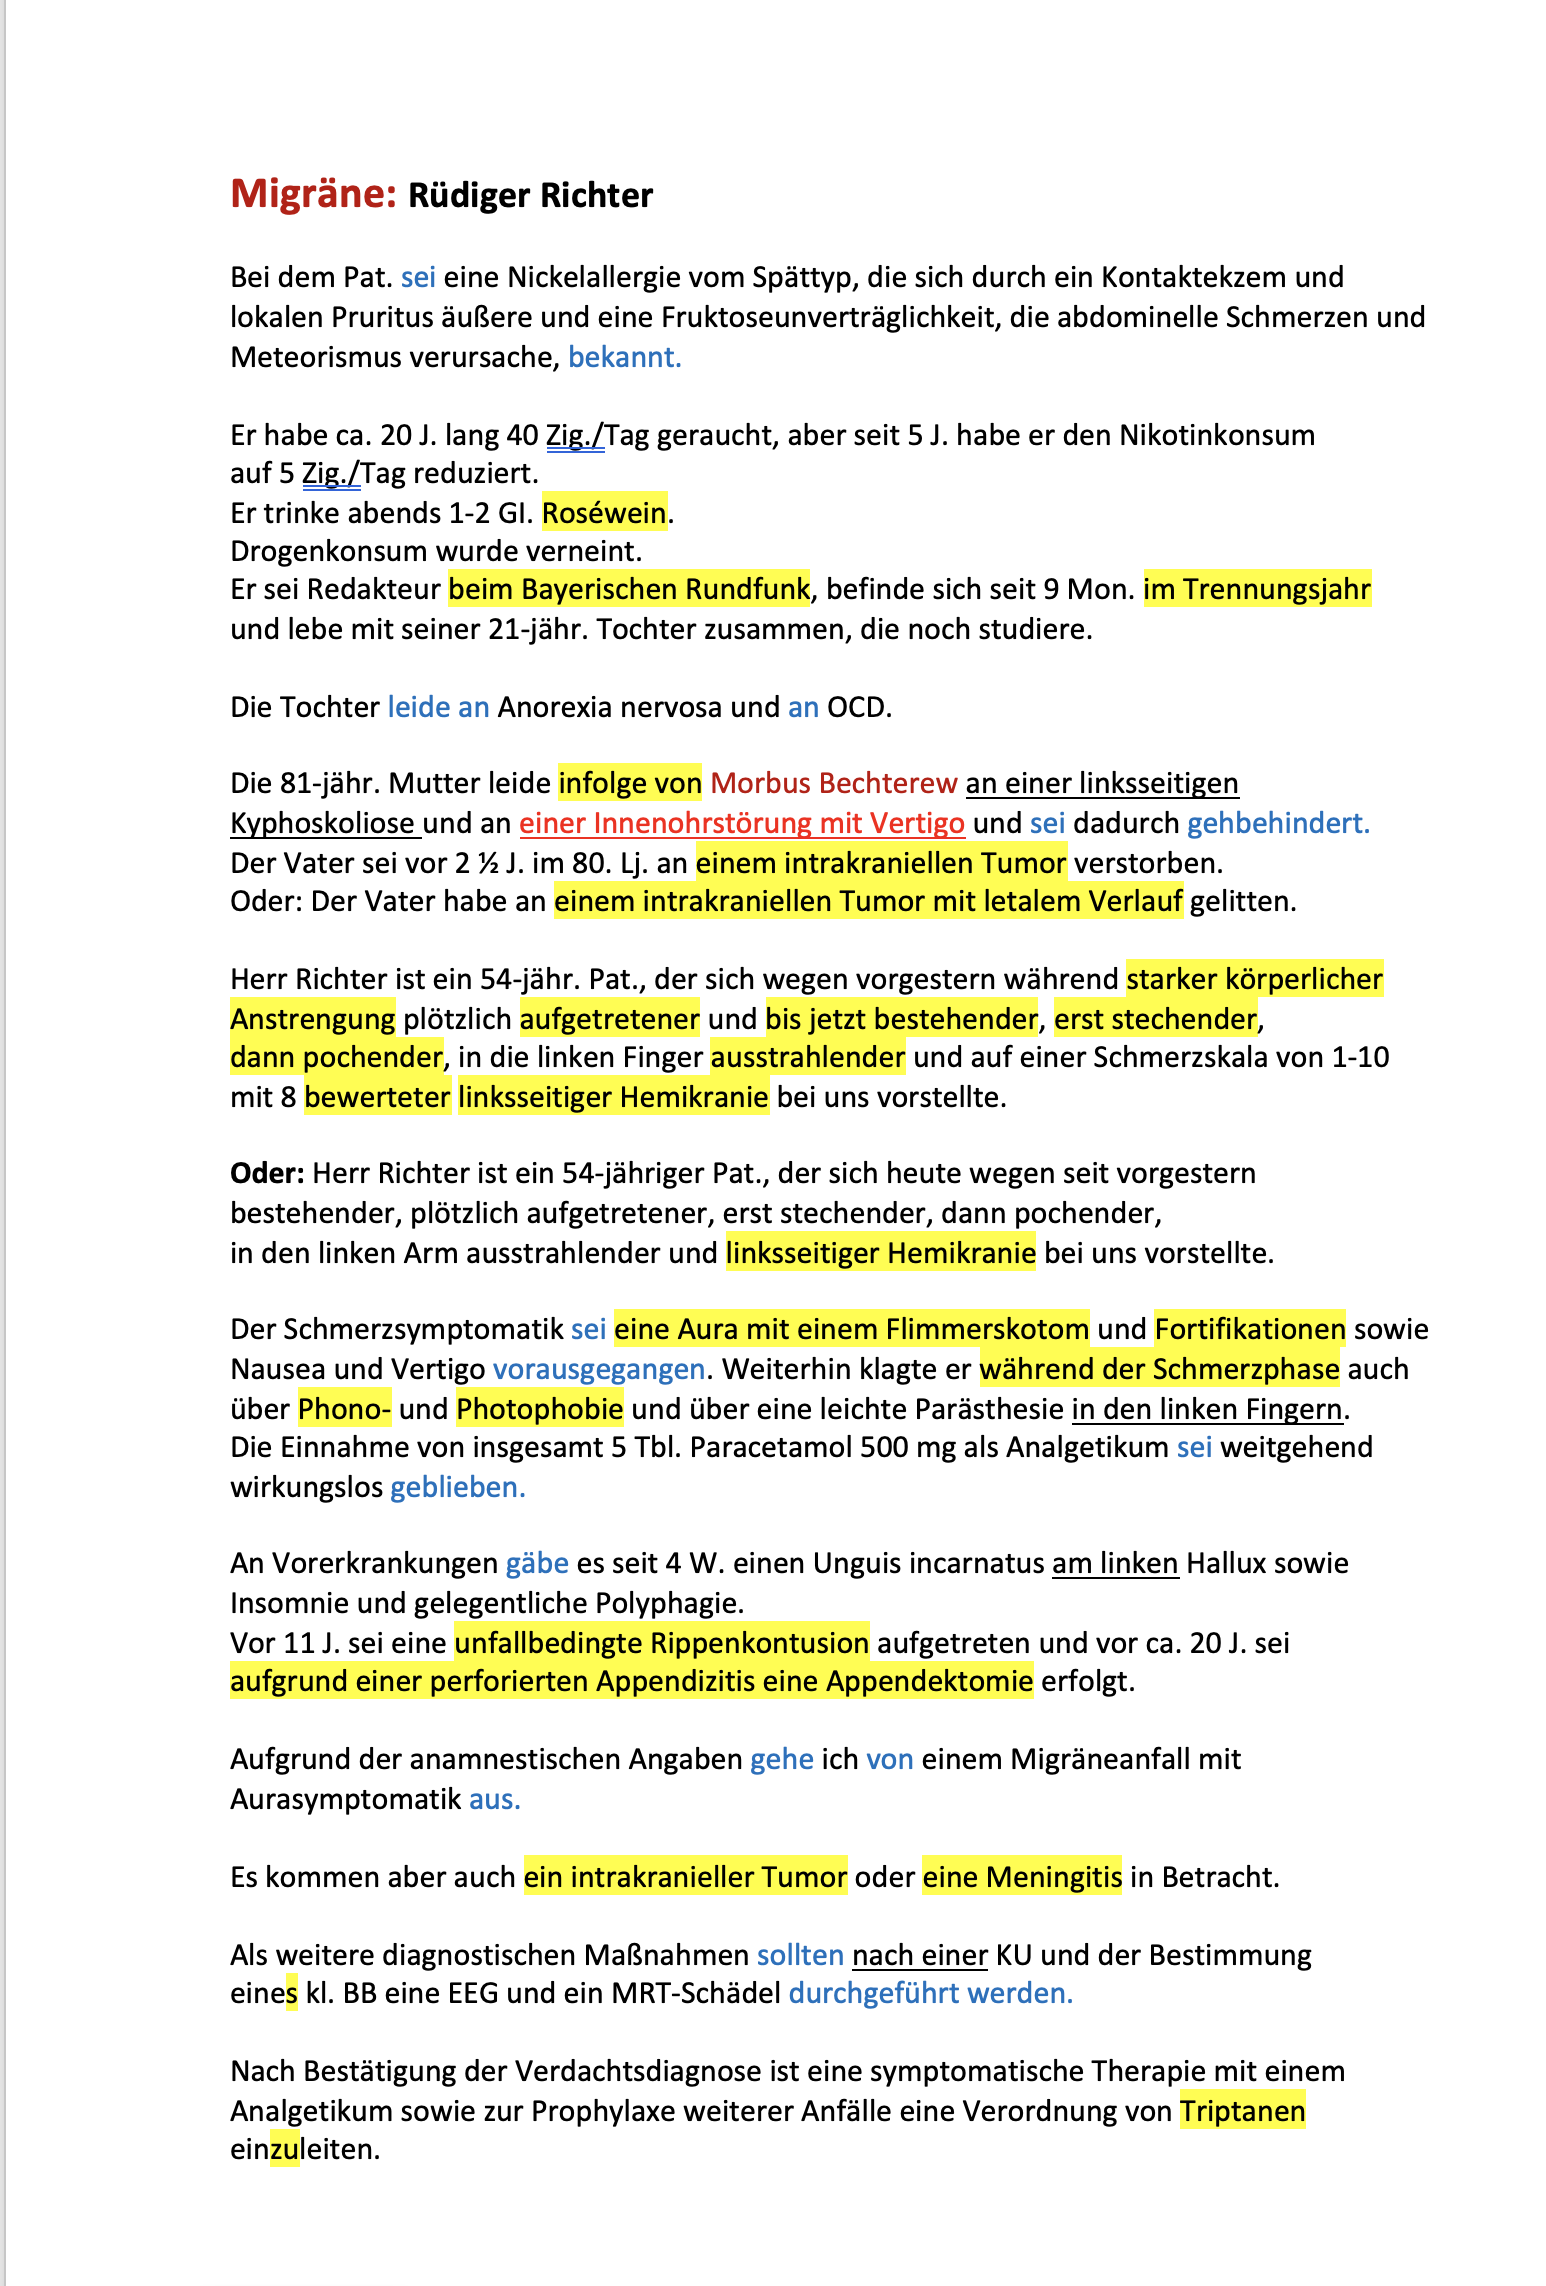 Migräne: Rüdiger Richter
Bei dem Pat. sei eine Nickelallergie vom Spättyp, die sich durch ein Kontaktekzem und
lokalen Pruritus äußere und eine Fruktoseunverträglichkeit, die abdominelle Schmerzen und
Meteorismus verursache, bekannt.
Er habe ca. 20 J. lang 40 Zig./Tag geraucht, aber seit 5 J. habe er den Nikotinkonsum
auf 5 Zig./Tag reduziert.
Er trinke abends 1-2 GI. Roséwein.
Drogenkonsum wurde verneint.
Er sei Redakteur beim Bayerischen Rundfunk, befinde sich seit 9 Mon. im Trennungsjahr
und lebe mit seiner 21-jähr. Tochter zusammen, die noch studiere.
Die Tochter leide an Anorexia nervosa und an OCD.
Die 81-jähr. Mutter leide infolge von Morbus Bechterew an einer linksseitigen
Kyphoskoliose und an einer Innenohrstörung mit Vertigo und sei dadurch gehbehindert.
Der Vater sei vor 2 ½ J. im 80. Lj. an einem intrakraniellen Tumor verstorben.
Oder: Der Vater habe an einem intrakraniellen Tumor mit letalem Verlauf gelitten.
Herr Richter ist ein 54-jähr. Pat., der sich wegen vorgestern während starker körperlicher
Anstrengung plötzlich aufgetretener und bis jetzt bestehender, erst stechender,
dann pochender, in die linken Finger ausstrahlender und auf einer Schmerzskala von 1-10
mit 8 bewerteter linksseitiger Hemikranie bei uns vorstellte.
Oder: Herr Richter ist ein 54-jähriger Pat., der sich heute wegen seit vorgestern
bestehender, plötzlich aufgetretener, erst stechender, dann pochender,
in den linken Arm ausstrahlender und linksseitiger Hemikranie bei uns vorstellte.
Der Schmerzsymptomatik sei eine Aura mit einem Flimmerskotom und Fortifikationen sowie
Nausea und Vertigo vorausgegangen. Weiterhin klagte er während der Schmerzphase auch
über Phono- und Photophobie und über eine leichte Parästhesie in den linken Fingern.
Die Einnahme von insgesamt 5 Tbl. Paracetamol 500 mg als Analgetikum sei weitgehend
wirkungslos geblieben.
An Vorerkrankungen gäbe es seit 4 W. einen Unguis incarnatus am linken Hallux sowie
Insomnie und gelegentliche Polyphagie.
Vor 11 J. sei eine unfallbedingte Rippenkontusion aufgetreten und vor ca. 20 J. sei
aufgrund einer perforierten Appendizitis eine Appendektomie erfolgt.
Aufgrund der anamnestischen Angaben gehe ich von einem Migräneanfall mit
Aurasymptomatik aus.
Es kommen aber auch ein intrakranieller Tumor oder eine Meningitis in Betracht.
Als weitere diagnostischen Maßnahmen sollten nach einer KU und der Bestimmung
eines kl. BB eine EEG und ein MRT-Schädel durchgeführt werden.
Nach Bestätigung der Verdachtsdiagnose ist eine symptomatische Therapie mit einem
Analgetikum sowie zur Prophylaxe weiterer Anfälle eine Verordnung von Triptanen
einzuleiten.